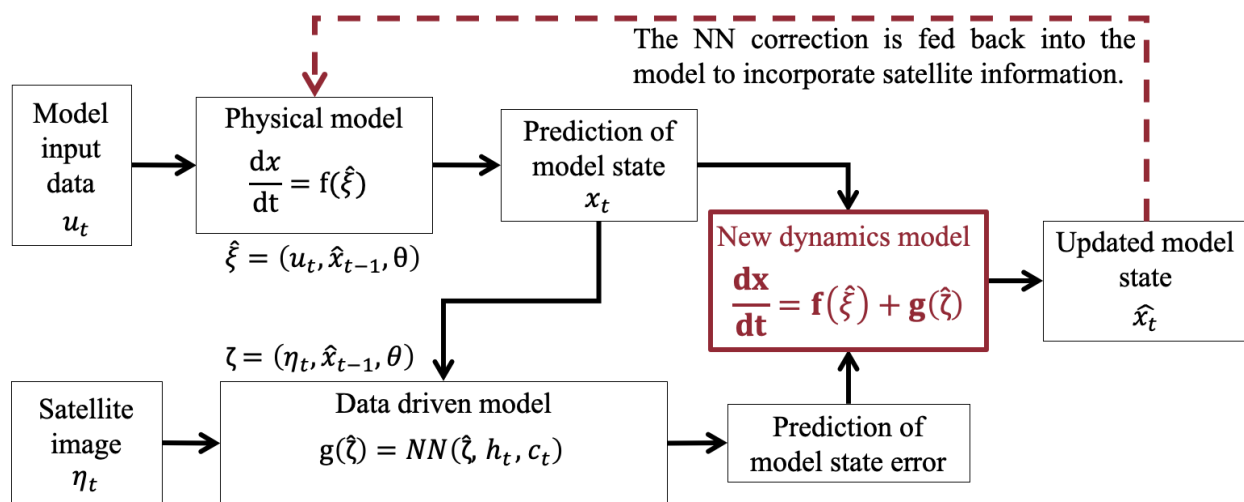 The NN correction is fed back into the
model to incorporate satellite information.
Model
input
data
u_t
Physical model
dx/dt = f(ξ̂)
ξ̂ = (u_t, x̂_{t−1}, θ)
Prediction of
model state
x_t
New dynamics model
dx/dt = f(ξ̂) + g(ζ̂)
Updated model
state
x̂_t
ζ = (η_t, x̂_{t−1}, θ)
Satellite
image
η_t
Data driven model
g(ζ̂) = NN(ζ̂, h_t, c_t)
Prediction of
model state error